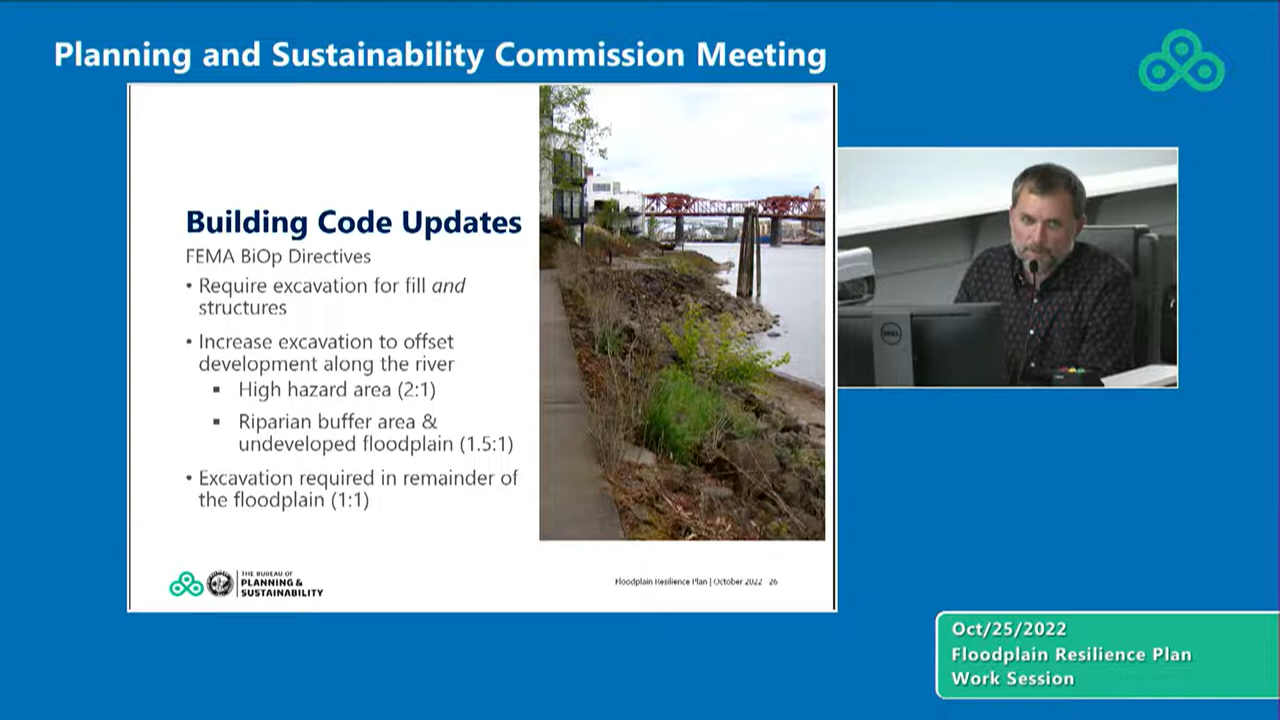 Planning and Sustainability Commission Meeting
Building Code Updates
FEMA BiOp Directives
• Require excavation for fill and
structures
• Increase excavation to offset
development along the river
▪ High hazard area (2:1)
▪ Riparian buffer area &
undeveloped floodplain (1.5:1)
• Excavation required in remainder of
the floodplain (1:1)
THE BUREAU OF
PLANNING &
SUSTAINABILITY
Floodplain Resilience Plan | October 2022 26
DELL
Oct/25/2022
Floodplain Resilience Plan
Work Session